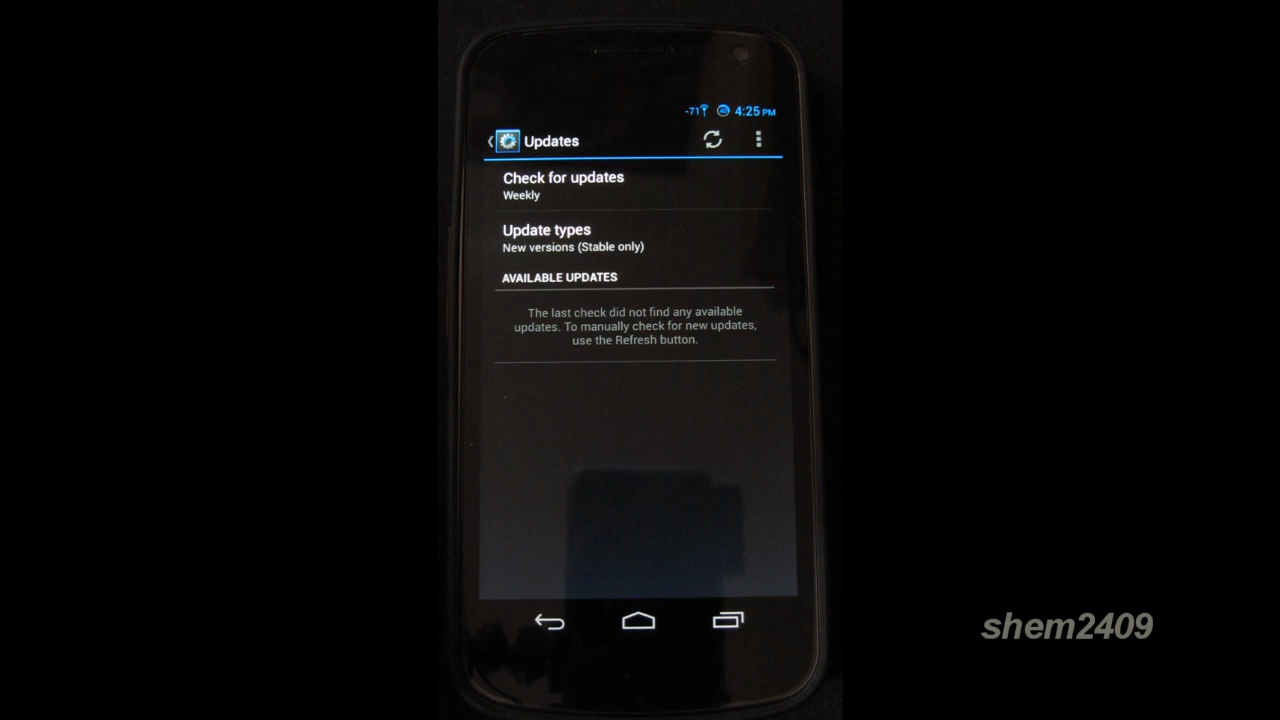 -71 4:25 PM
Updates
Check for updates
Weekly
Update types
New versions (Stable only)
AVAILABLE UPDATES
The last check did not find any available
updates. To manually check for new updates,
use the Refresh button.
shem2409